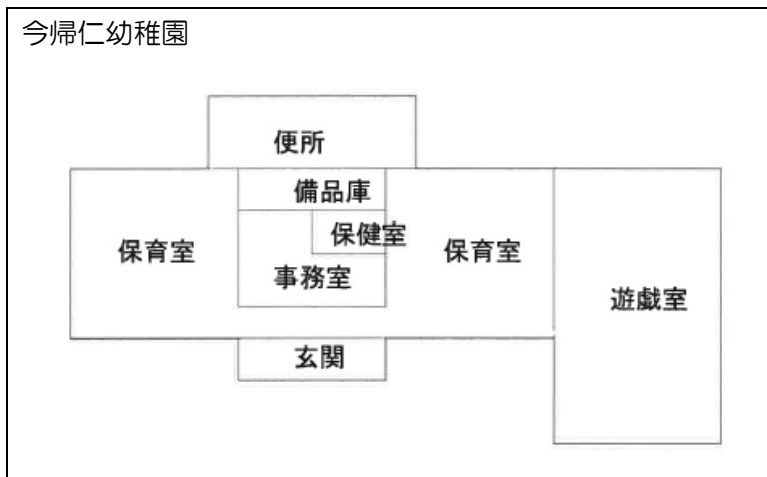 今帰仁幼稚園
便所
備品庫
保健室
保育室
保育室
事務室
遊戯室
玄関